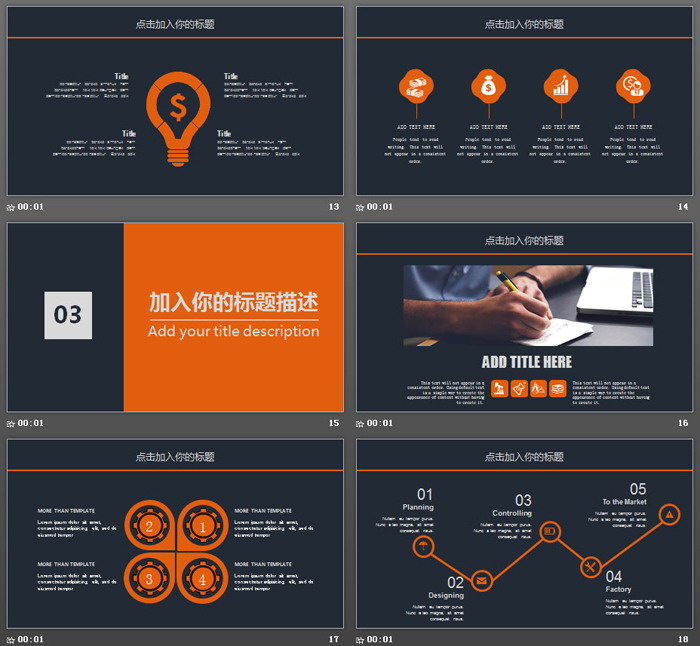 点击加入你的标题
Title
Title
Title
Title
00:01
13
点击加入你的标题
ADD TEXT HERE
ADD TEXT HERE
ADD TEXT HERE
ADD TEXT HERE
People tend to read
writing. This text will
not appear in a consistent
order.
People tend to read
writing. This text will
not appear in a consistent
order.
People tend to read
writing. This text will
not appear in a consistent
order.
People tend to read
writing. This text will
not appear in a consistent
order.
00:01
14
03
加入你的标题描述
Add your title description
00:01
15
点击加入你的标题
ADD TITLE HERE
This text will not appear in a
consistent order. Using default text
is a simple way to create the
appearance of content without having
to create it.
This text will not appear in a
consistent order. Using default text
is a simple way to create the
appearance of content without having
to create it.
00:01
16
点击加入你的标题
MORE THAN TEMPLATE
Lorem ipsum dolor sit amet,
consectetur adipisicing elit, sed do
eiusmod tempor
2
1
MORE THAN TEMPLATE
Lorem ipsum dolor sit amet,
consectetur adipisicing elit, sed do
eiusmod tempor
MORE THAN TEMPLATE
Lorem ipsum dolor sit amet,
consectetur adipisicing elit, sed do
eiusmod tempor
3
4
MORE THAN TEMPLATE
Lorem ipsum dolor sit amet,
consectetur adipisicing elit, sed do
eiusmod tempor
00:01
17
点击加入你的标题
01
Planning
Nullam eu tempor purus.
Nunc a leo magna, sit amet
consequat risus.
02
Designing
Nullam eu tempor purus.
Nunc a leo magna, sit amet
consequat risus.
03
Controlling
Nullam eu tempor purus.
Nunc a leo magna, sit amet
consequat risus.
04
Factory
Nullam eu tempor purus.
Nunc a leo magna, sit amet
consequat risus.
05
To the Market
Nullam eu tempor purus.
Nunc a leo magna, sit amet
consequat risus.
00:01
18